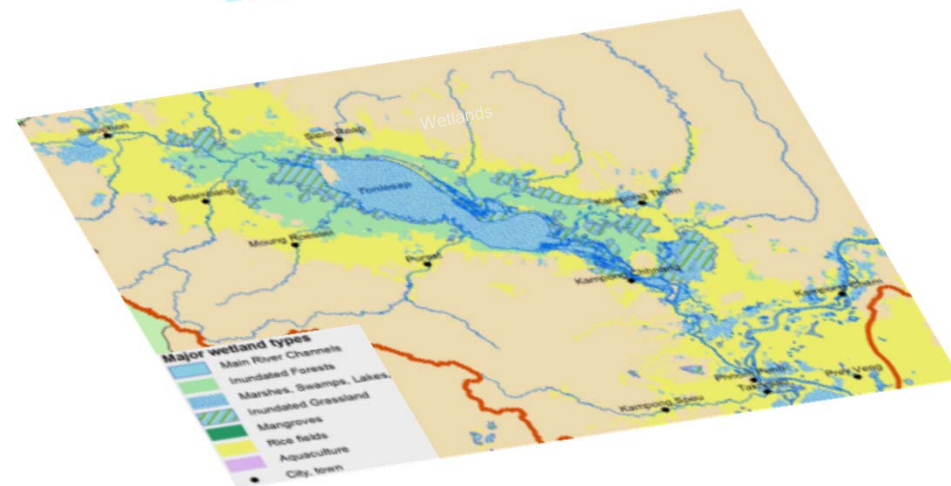 Wetlands
Sisophon
Siem Reap
Tonlesap
Battambang
Kampong Thom
Moung Roessei
Pursat
Kampong Chhnang
Kampong Cham
Phnom Penh
Takhmau
Prey Veng
Kampong Speu
Major wetland types
Main River Channels
Inundated Forests
Marshes, Swamps, Lakes,
Inundated Grassland
Mangroves
Rice fields
Aquaculture
City, town